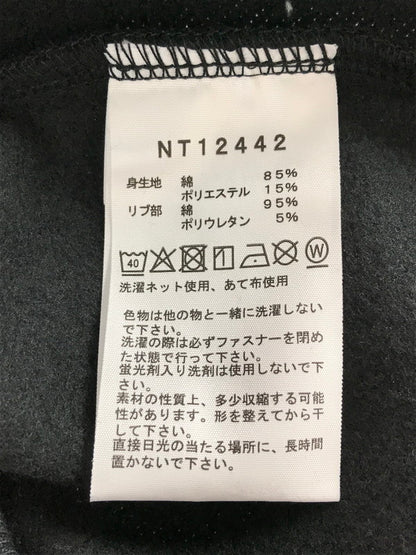 NT12442
身生地 綿 85%
ポリエステル 15%
リブ部 綿 95%
ポリウレタン 5%
40 W
洗濯ネット使用、あて布使用
色物は他の物と一緒に洗濯しない
で下さい。
洗濯の際は必ずファスナーを閉め
た状態で行って下さい。
蛍光剤入り洗剤は使用しないで下
さい。
素材の性質上、多少収縮する可能
性があります。形を整えてから干
して下さい。
直接日光の当たる場所に、長時間
置かないで下さい。